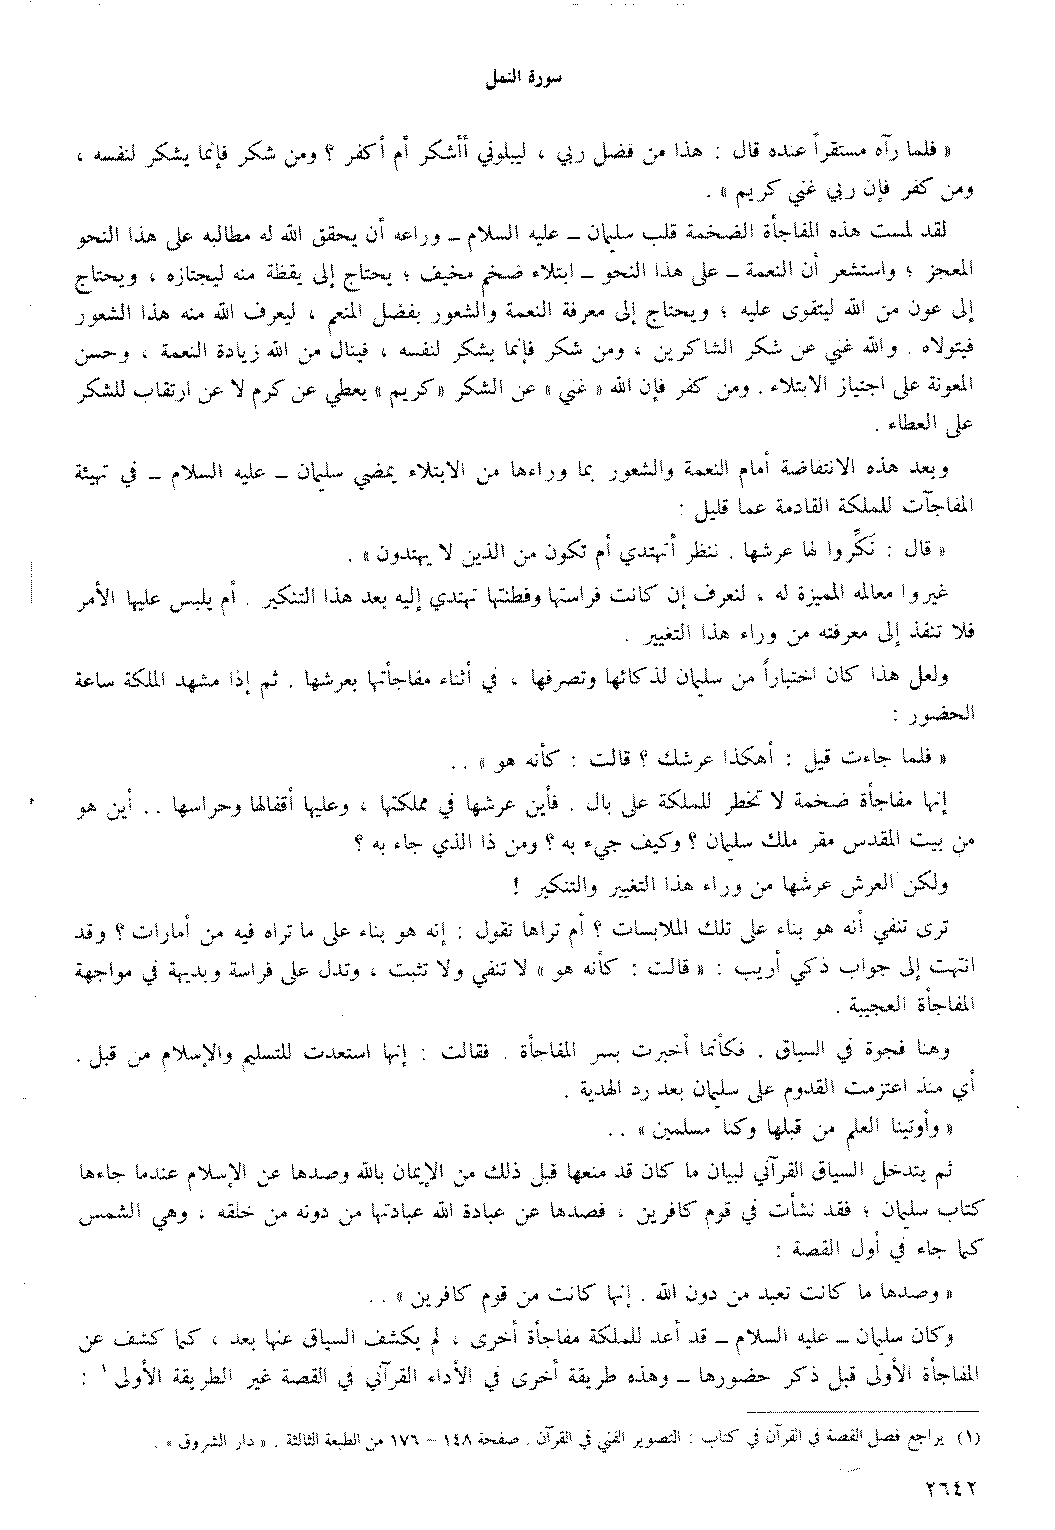 سورة النمل
« فلما رآه مستقراً عنده قال : هذا من فضل ربي ، ليبلوني أأشكر أم أكفر ؟ ومن شكر فإنما يشكر لنفسه ،
ومن كفر فإن ربي غني كريم » .
لقد لمست هذه المفاجأة الضخمة قلب سليمان – عليه السلام – وراعه أن يحقق الله له مطالبه على هذا النحو
المعجز ؛ واستشعر أن النعمة – على هذا النحو – ابتلاء ضخم مخيف ؛ يحتاج إلى يقظة منه ليجتازه ، ويحتاج
إلى عون من الله ليتقوى عليه ؛ ويحتاج إلى معرفة النعمة والشعور بفضل المنعم ، ليعرف الله منه هذا الشعور
فيتولاه . والله غني عن شكر الشاكرين ، ومن شكر فإنما يشكر لنفسه ، فينال من الله زيادة النعمة ، وحسن
المعونة على اجتياز الابتلاء . ومن كفر فإن الله « غني » عن الشكر « كريم » يعطي عن كرم لا عن ارتقاب للشكر
على العطاء .
وبعد هذه الانتفاضة أمام النعمة والشعور بما وراءها من الابتلاء يمضي سليمان – عليه السلام – في تهيئة
المفاجآت للملكة القادمة عما قليل :
« قال : نَكِّروا لها عرشها . ننظر أتهتدي أم تكون من الذين لا يهتدون » .
غيروا معالمه المميزة له ، لنعرف إن كانت فراستها وفطنتها تهتدي إليه بعد هذا التنكير . أم يلبس عليها الأمر
فلا تنفذ إلى معرفته من وراء هذا التغيير .
ولعل هذا كان اختباراً من سليمان لذكائها وتصرفها ، في أثناء مفاجأتها بعرشها . ثم إذا مشهد الملكة ساعة
الحضور :
« فلما جاءت قيل : أهكذا عرشك ؟ قالت : كأنه هو » . .
إنها مفاجأة ضخمة لا تخطر للملكة على بال . فأين عرشها في مملكتها ، وعليها أقفالها وحراسها . . أين هو
من بيت المقدس مقر ملك سليمان ؟ وكيف جيء به ؟ ومن ذا الذي جاء به ؟
ولكن العرش عرشها من وراء هذا التغيير والتنكير !
ترى تنفي أنه هو بناء على تلك الملابسات ؟ أم تراها تقول : إنه هو بناء على ما تراه فيه من أمارات ؟ وقد
انتهت إلى جواب ذكي أريب : « قالت : كأنه هو » لا تنفي ولا تثبت ، وتدل على فراسة وبديهة في مواجهة
المفاجأة العجيبة .
وهنا فجوة في السياق . فكأنما أخبرت بسر المفاجأة . فقالت : إنها استعدت للتسليم والإسلام من قبل .
أي منذ اعتزمت القدوم على سليمان بعد رد الهدية .
« وأوتينا العلم من قبلها وكنا مسلمين » . .
ثم يتدخل السياق القرآني لبيان ما كان قد منعها قبل ذلك من الإيمان بالله وصدها عن الإسلام عندما جاءها
كتاب سليمان ؛ فقد نشأت في قوم كافرين ، فصدها عن عبادة الله عبادتها من دونه من خلقه ، وهي الشمس
كما جاء في أول القصة :
« وصدها ما كانت تعبد من دون الله . إنها كانت من قوم كافرين » . .
وكان سليمان – عليه السلام – قد أعد للملكة مفاجأة أخرى ، لم يكشف السياق عنها بعد ، كما كشف عن
المفاجأة الأولى قبل ذكر حضورها – وهذه طريقة أخرى في الأداء القرآني في القصة غير الطريقة الأولى ١ :
(١) يراجع فصل القصة في القرآن في كتاب : التصوير الفني في القرآن . صفحة ١٤٨ – ١٧٦ من الطبعة الثالثة . « دار الشروق » .
٢٦٤٢